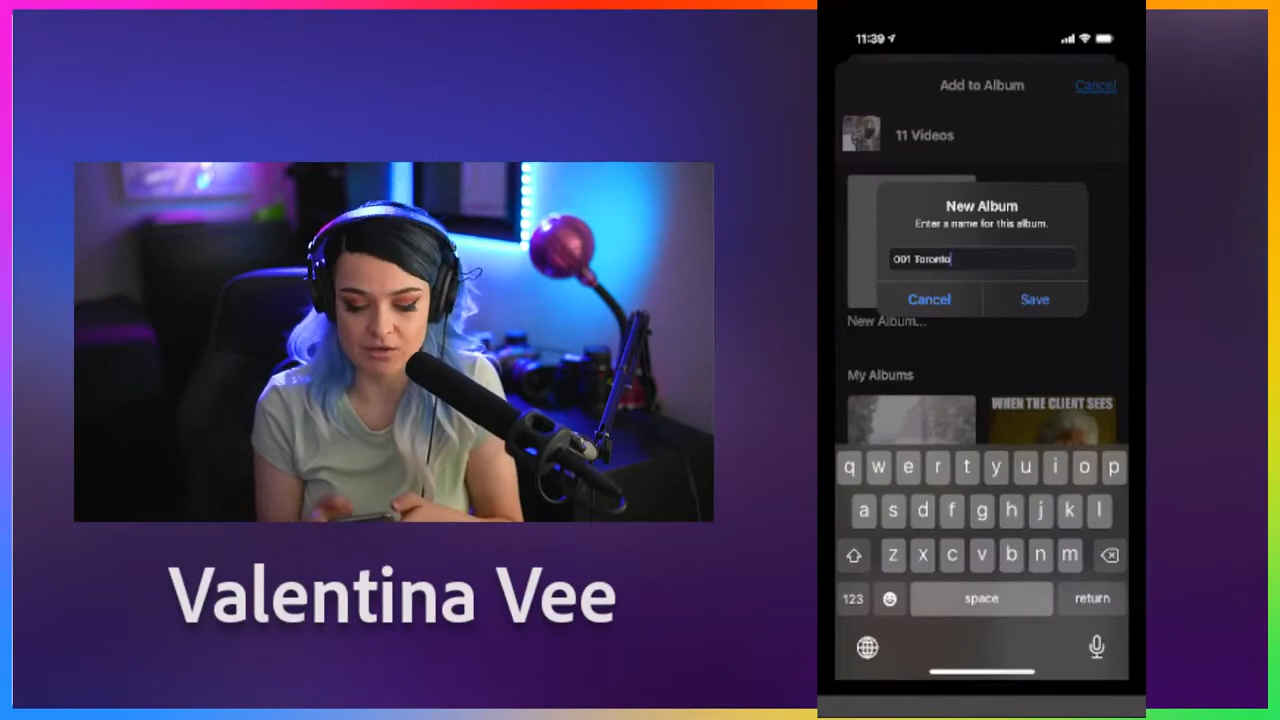 Valentina Vee
11:39
Add to Album
Cancel
11 Videos
New Album
Enter a name for this album.
001 Toronto
Cancel
Save
New Album...
My Albums
WHEN THE CLIENT SEES
q w e r t y u i o p
a s d f g h j k l
z x c v b n m
123
space
return